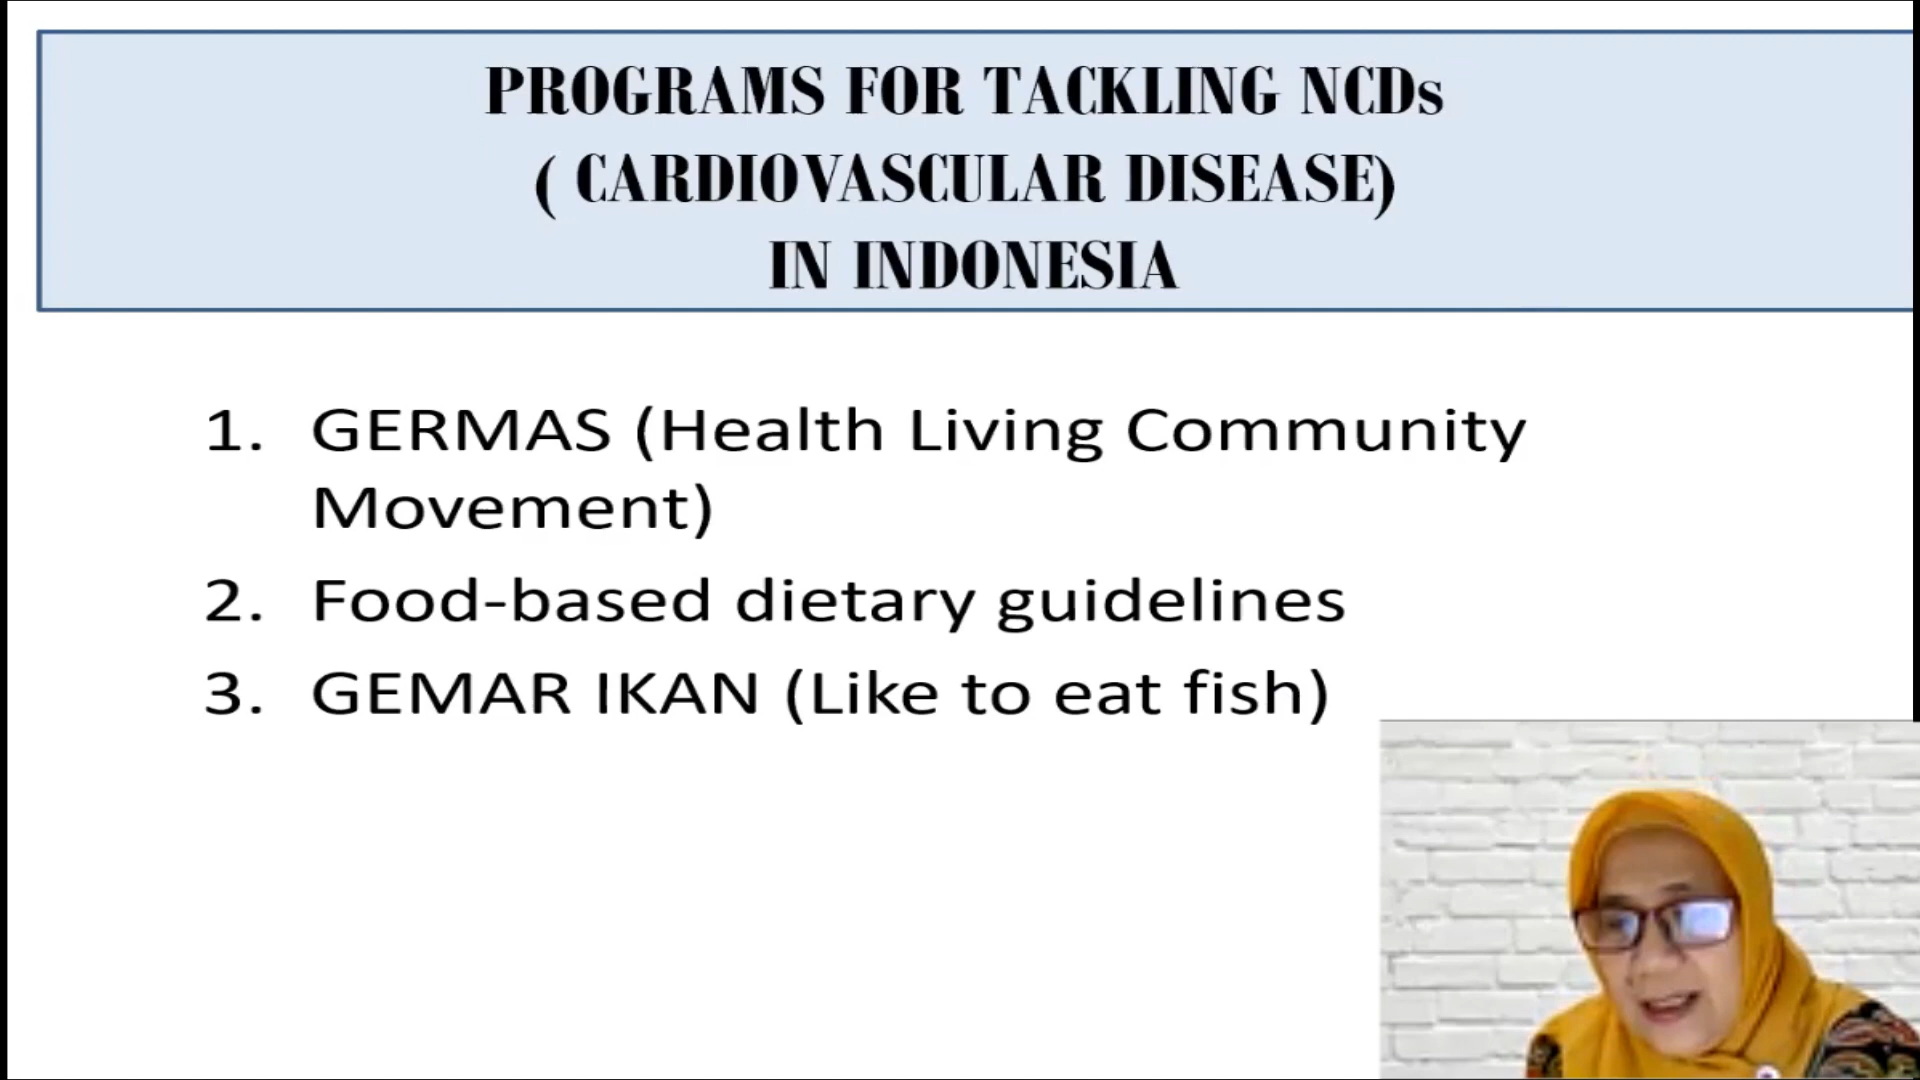 PROGRAMS FOR TACKLING NCDs
( CARDIOVASCULAR DISEASE)
IN INDONESIA
1. GERMAS (Health Living Community
Movement)
2. Food-based dietary guidelines
3. GEMAR IKAN (Like to eat fish)